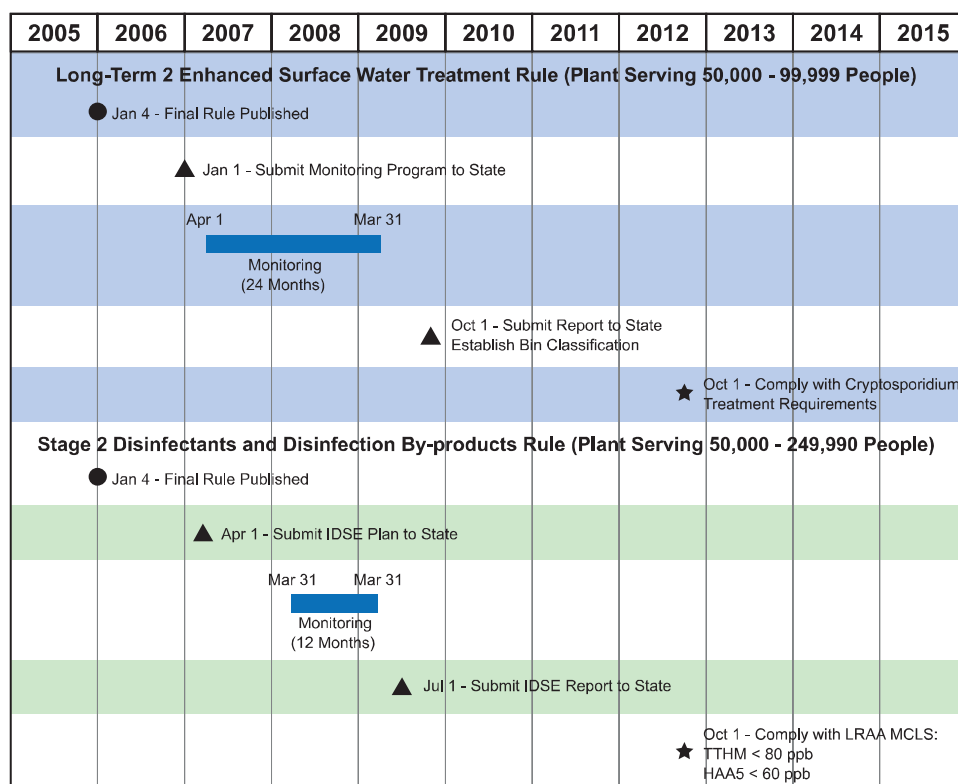 2005 2006 2007 2008 2009 2010 2011 2012 2013 2014 2015
Long-Term 2 Enhanced Surface Water Treatment Rule (Plant Serving 50,000 - 99,999 People)
Jan 4 - Final Rule Published
Jan 1 - Submit Monitoring Program to State
Apr 1 Mar 31
Monitoring
(24 Months)
Oct 1 - Submit Report to State
Establish Bin Classification
Oct 1 - Comply with Cryptosporidium
Treatment Requirements
Stage 2 Disinfectants and Disinfection By-products Rule (Plant Serving 50,000 - 249,990 People)
Jan 4 - Final Rule Published
Apr 1 - Submit IDSE Plan to State
Mar 31 Mar 31
Monitoring
(12 Months)
Jul 1 - Submit IDSE Report to State
Oct 1 - Comply with LRAA MCLS:
TTHM < 80 ppb
HAA5 < 60 ppb